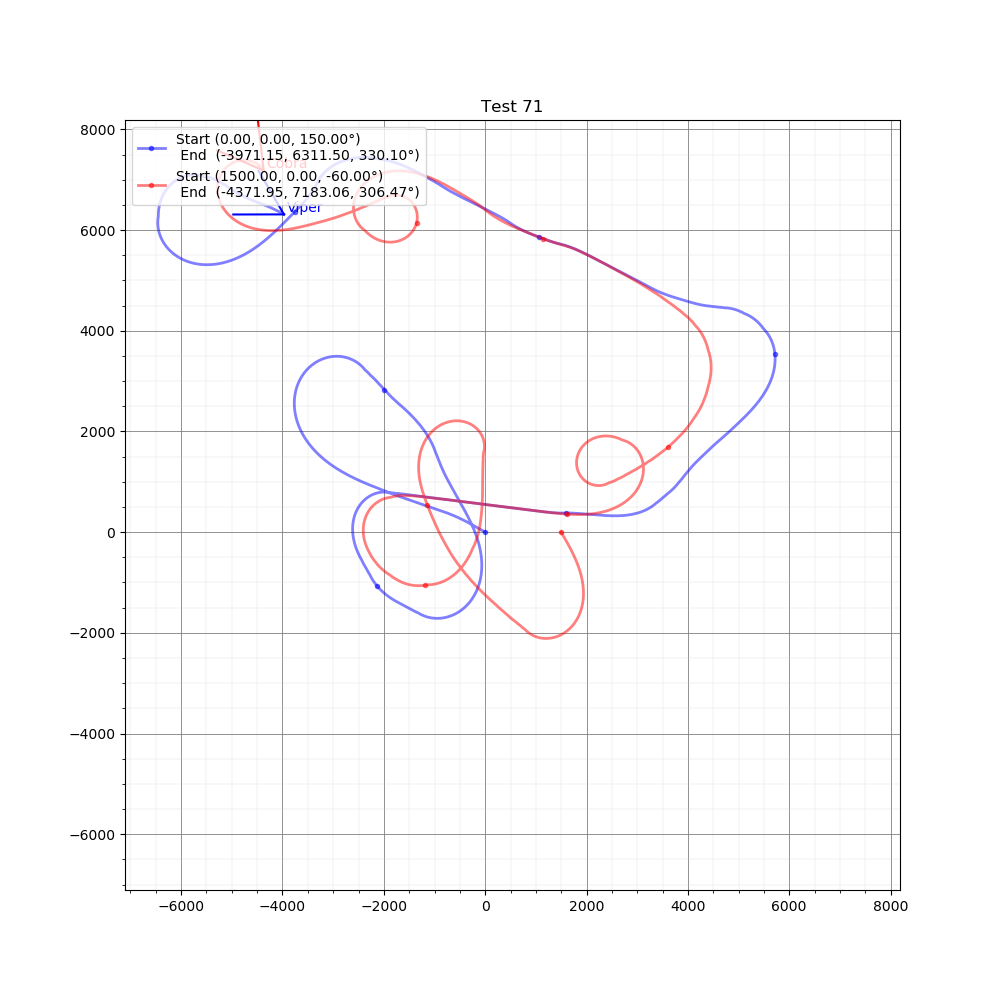 Test 71
Start (0.00, 0.00, 150.00°)
End (-3971.15, 6311.50, 330.10°)
Start (1500.00, 0.00, -60.00°)
End (-4371.95, 7183.06, 306.47°)
Cobra
Viper
8000
6000
4000
2000
0
−2000
−4000
−6000
−6000 −4000 −2000 0 2000 4000 6000 8000